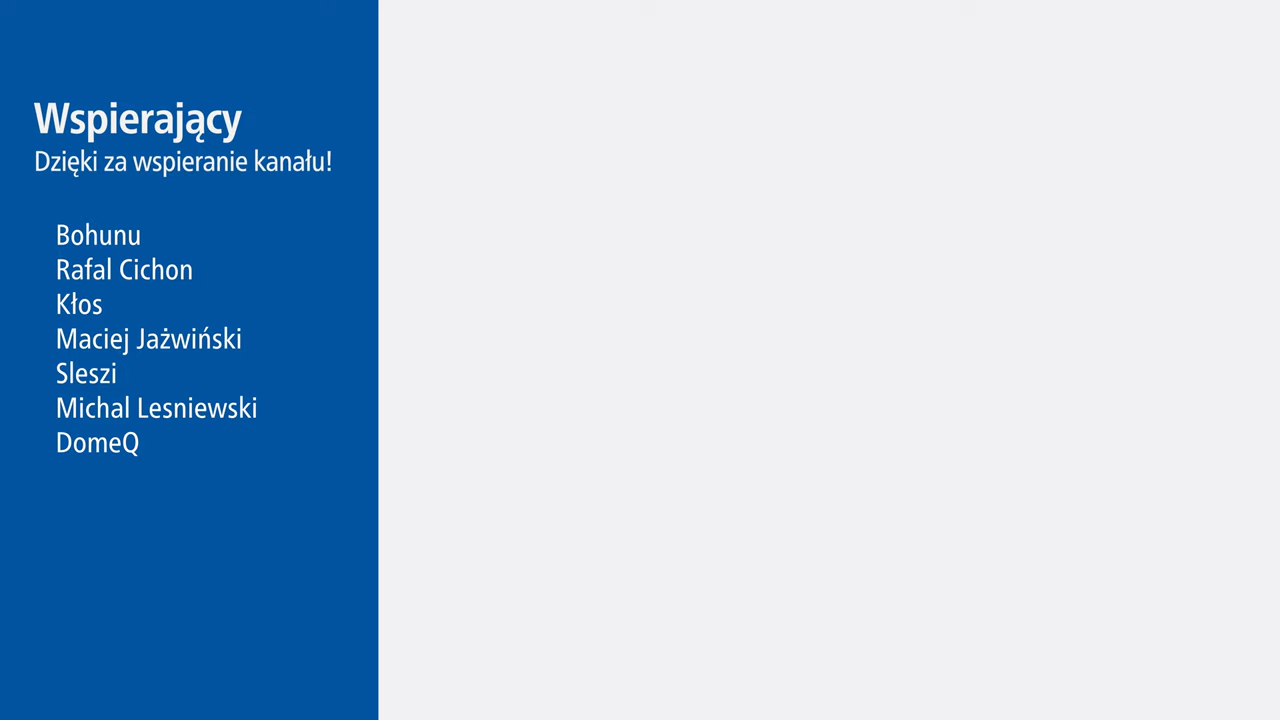 Wspierający
Dzięki za wspieranie kanału!
Bohunu
Rafal Cichon
Kłos
Maciej Jażwiński
Sleszi
Michal Lesniewski
DomeQ